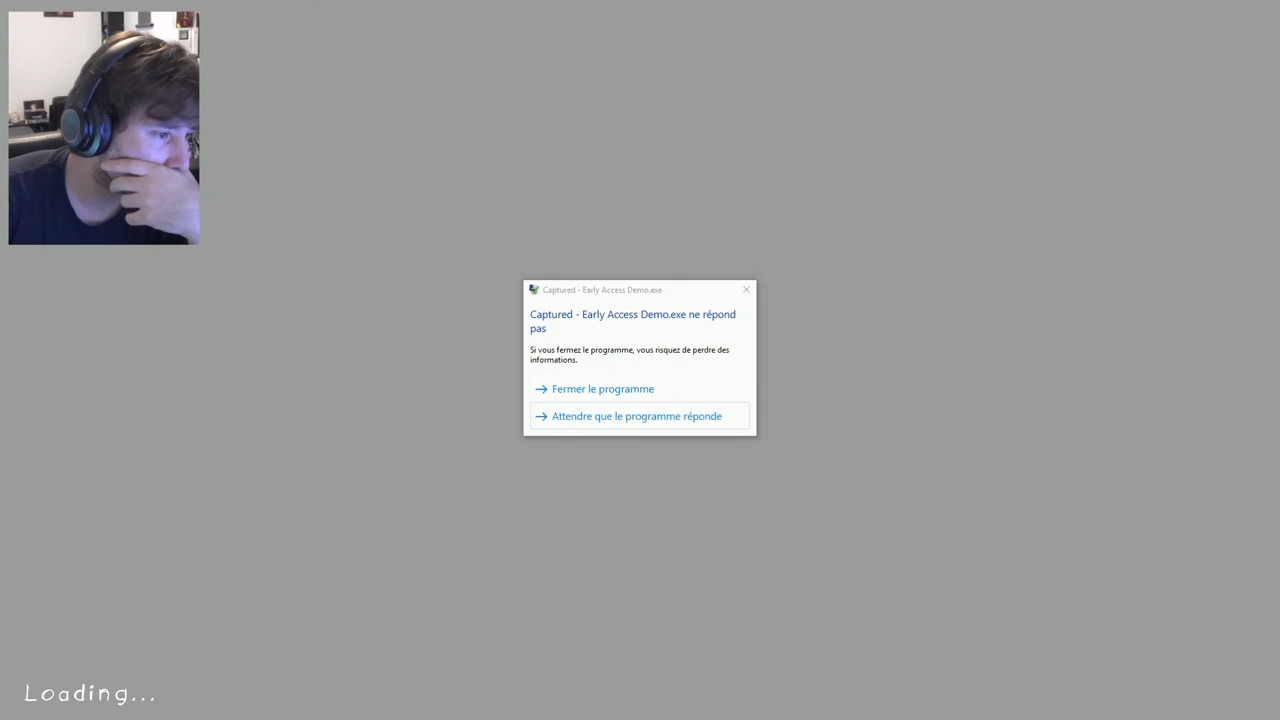 Captured - Early Access Demo.exe
Captured - Early Access Demo.exe ne répond
pas
Si vous fermez le programme, vous risquez de perdre des
informations.
Fermer le programme
Attendre que le programme réponde
Loading...